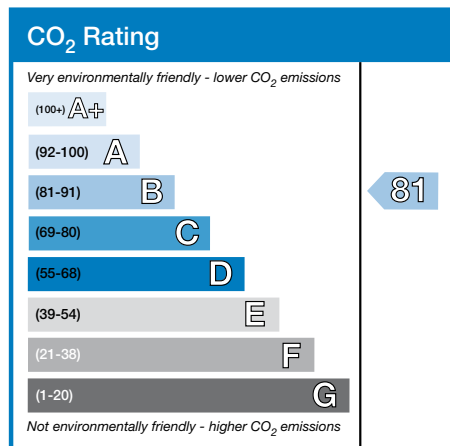 CO₂ Rating
Very environmentally friendly - lower CO₂ emissions
(100+) A+
(92-100) A
(81-91) B
81
(69-80) C
(55-68) D
(39-54) E
(21-38) F
(1-20) G
Not environmentally friendly - higher CO₂ emissions